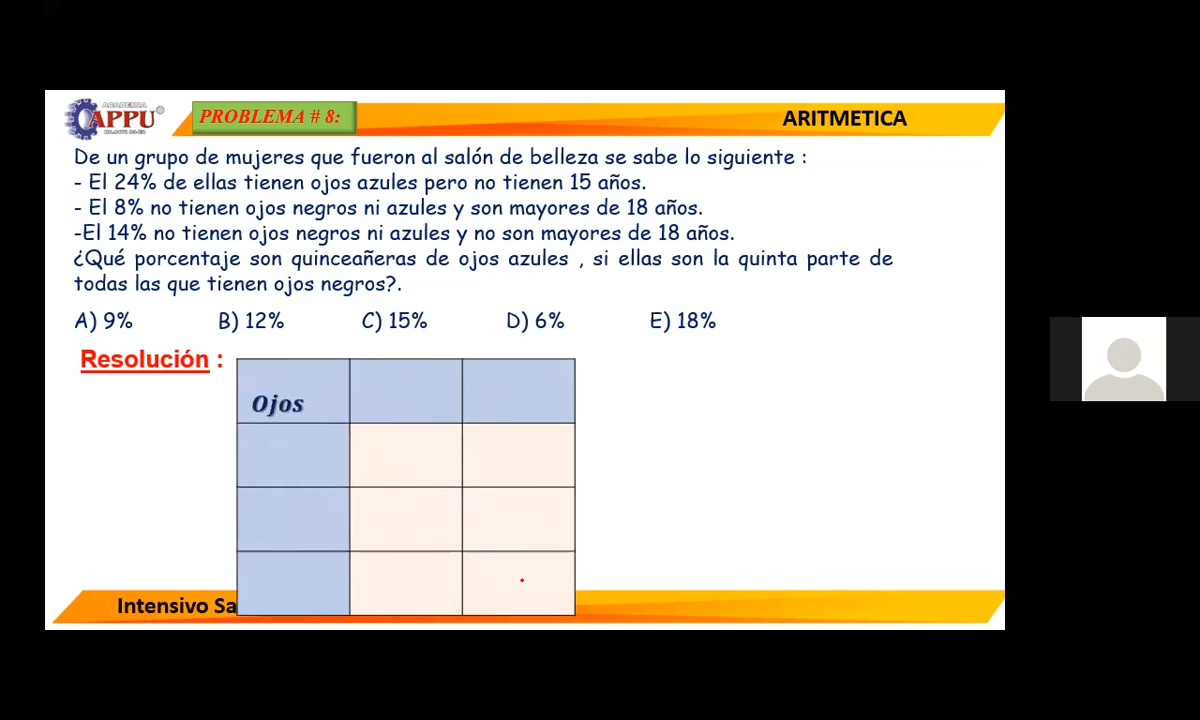 ACADEMIA
APPU
PROBLEMA # 8:
ARITMETICA
De un grupo de mujeres que fueron al salón de belleza se sabe lo siguiente :
- El 24% de ellas tienen ojos azules pero no tienen 15 años.
- El 8% no tienen ojos negros ni azules y son mayores de 18 años.
-El 14% no tienen ojos negros ni azules y no son mayores de 18 años.
¿Qué porcentaje son quinceañeras de ojos azules , si ellas son la quinta parte de
todas las que tienen ojos negros?.
A) 9% B) 12% C) 15% D) 6% E) 18%
Resolución :
Ojos
Intensivo Sa